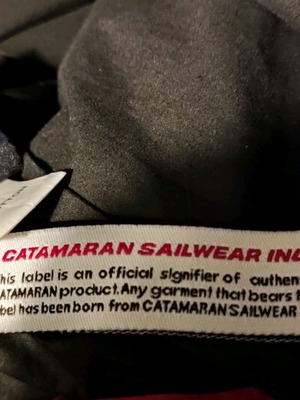 CATAMARAN SAILWEAR INC
his label is an official signifier of authen
ATAMARAN product. Any garment that bears t
bel has been born from CATAMARAN SAILWEAR